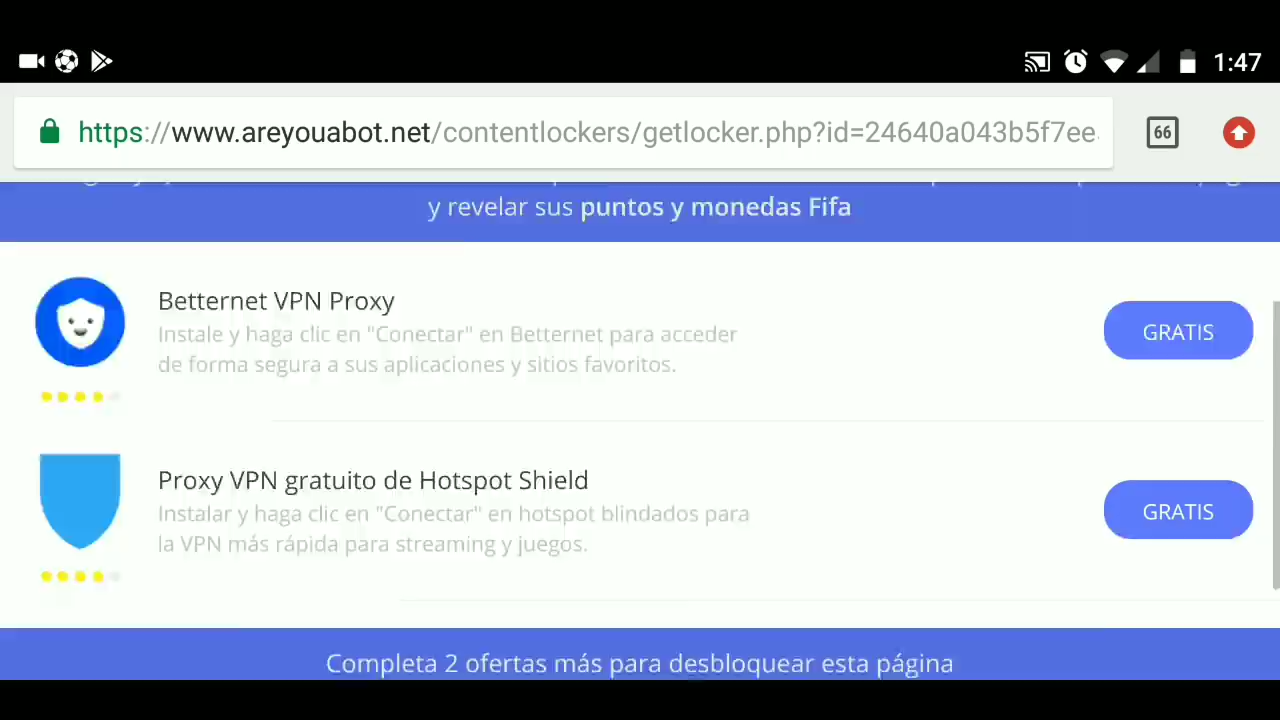 1:47
https://www.areyouabot.net/contentlockers/getlocker.php?id=24640a043b5f7ee
66
y revelar sus puntos y monedas Fifa
Betternet VPN Proxy
Instale y haga clic en "Conectar" en Betternet para acceder
de forma segura a sus aplicaciones y sitios favoritos.
GRATIS
Proxy VPN gratuito de Hotspot Shield
Instalar y haga clic en "Conectar" en hotspot blindados para
la VPN más rápida para streaming y juegos.
GRATIS
Completa 2 ofertas más para desbloquear esta página